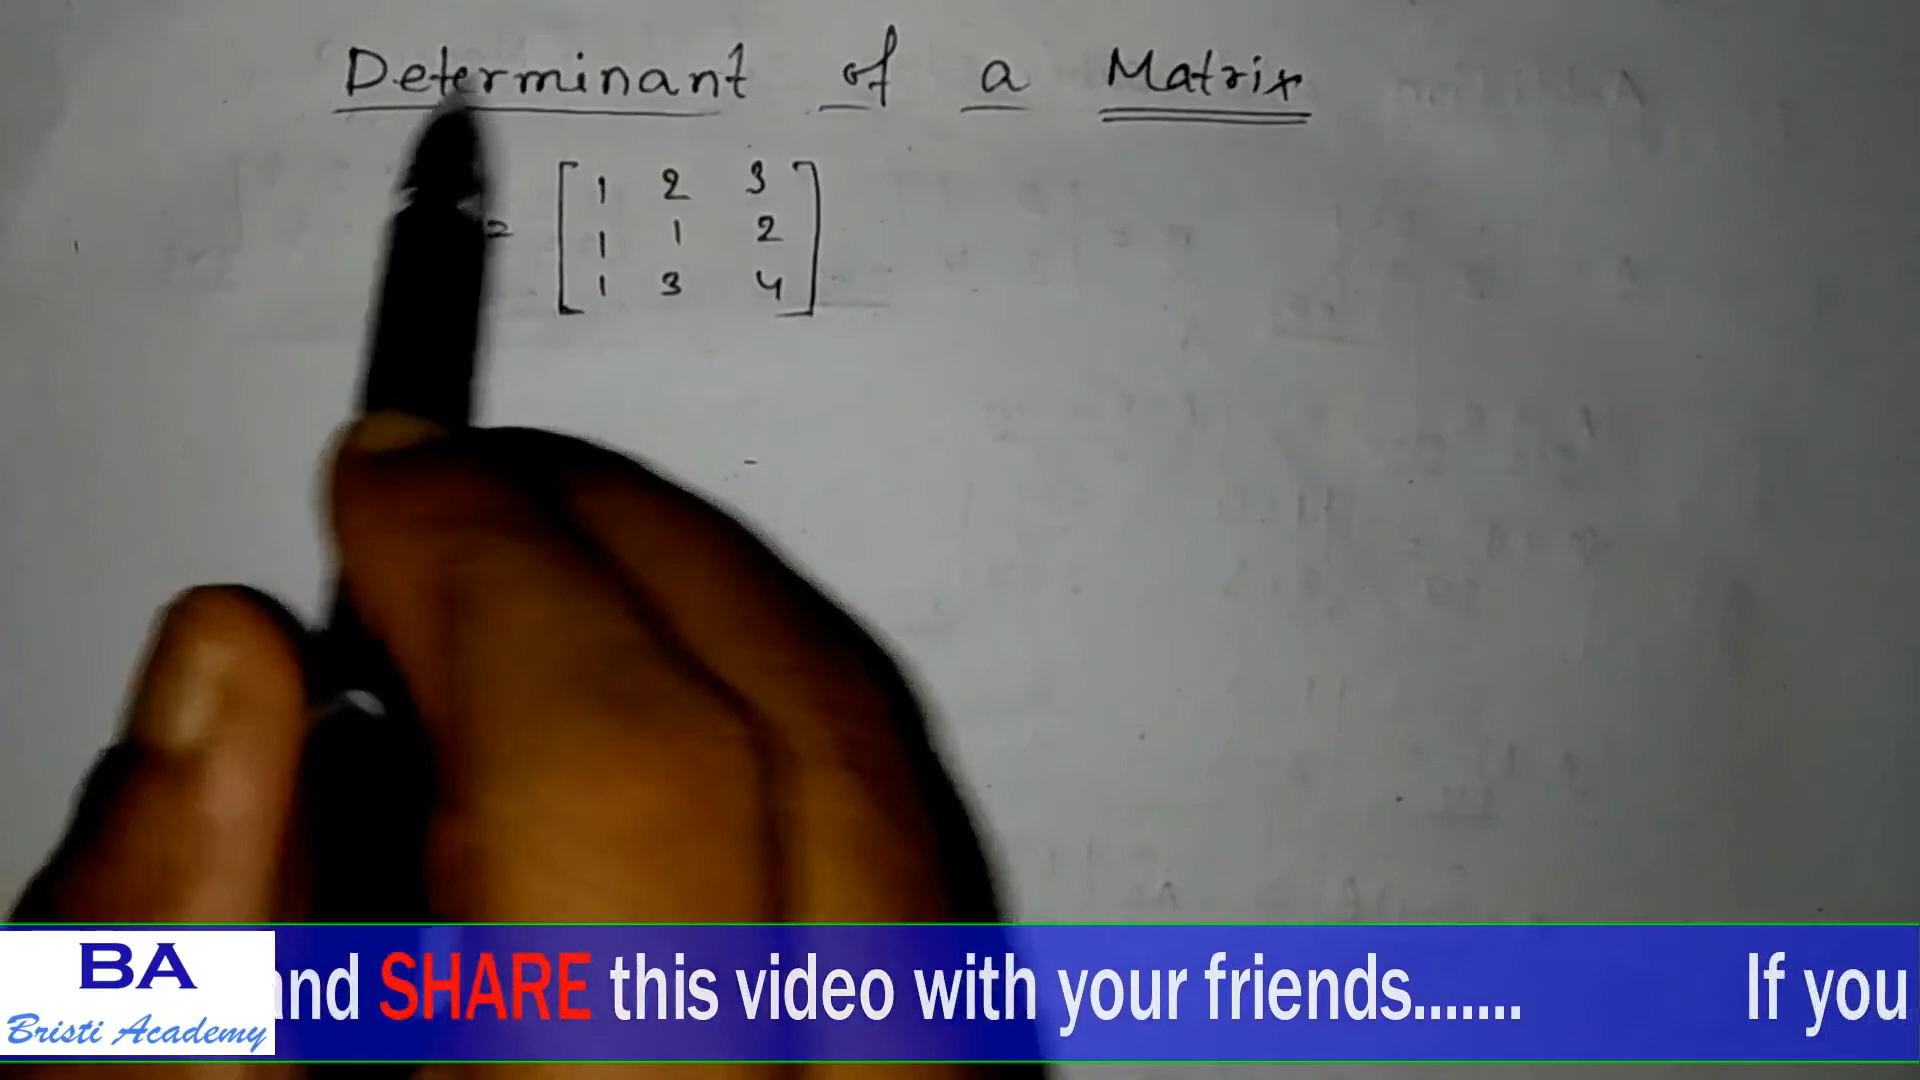 Determinant of a Matrix
= [ 1 2 3
1 1 2
1 3 4 ]
and SHARE this video with your friends....... If you
BA
Bristi Academy